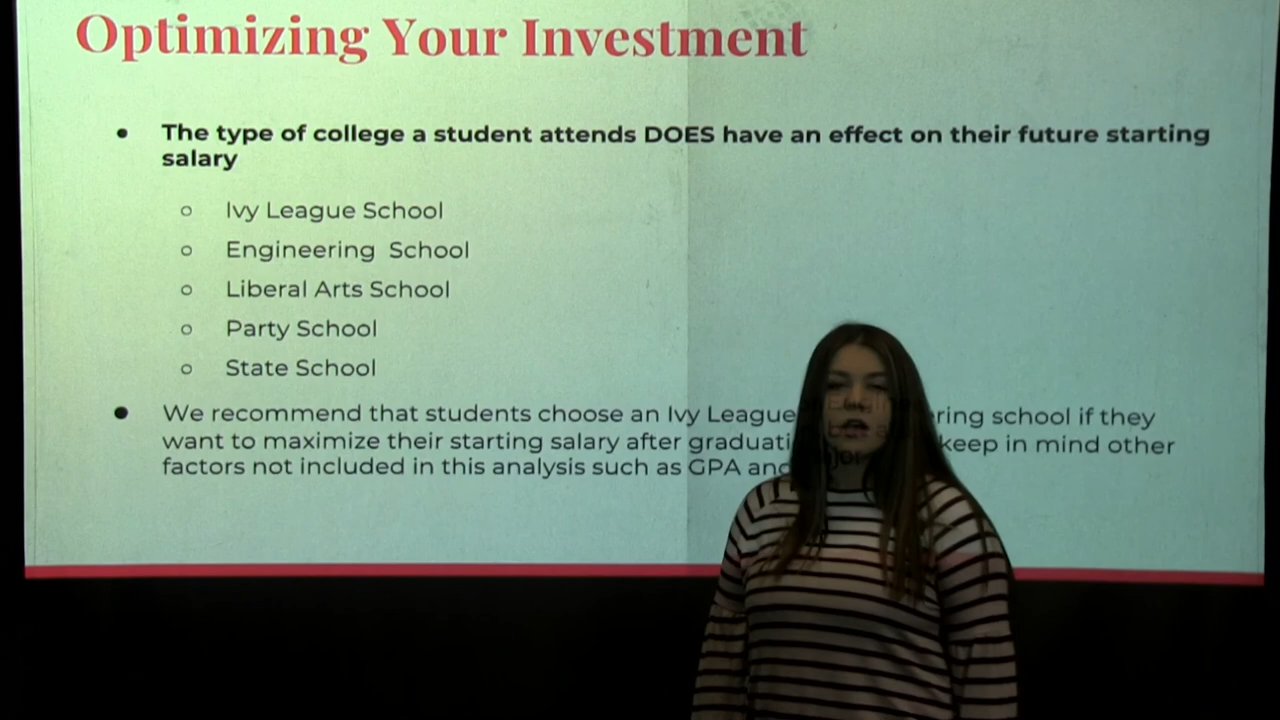 Optimizing Your Investment
● The type of college a student attends DOES have an effect on their future starting
salary
○ Ivy League School
○ Engineering School
○ Liberal Arts School
○ Party School
○ State School
● We recommend that students choose an Ivy League ring school if they
want to maximize their starting salary after graduati keep in mind other
factors not included in this analysis such as GPA and major